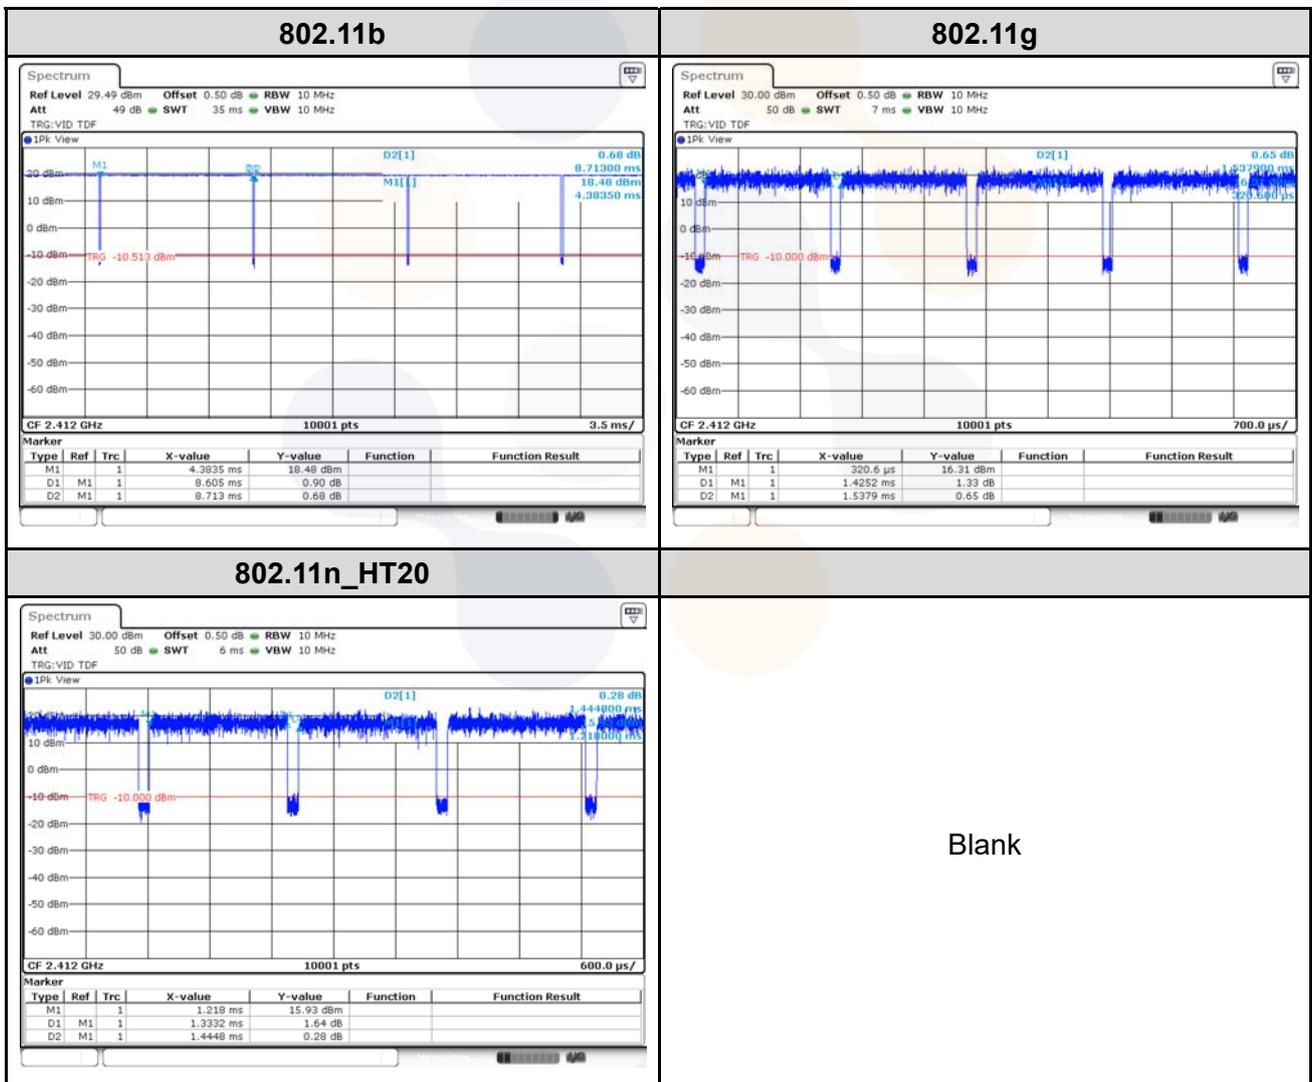 802.11b
802.11g
Spectrum
Ref Level 29.49 dBm Offset 0.50 dB RBW 10 MHz
Att 49 dB SWT 35 ms VBW 10 MHz
TRG:VID TDF
1Pk View
D2[1] 0.68 dB
8.71300 ms
M1
M1[1] 18.48 dBm
4.38350 ms
20 dBm
10 dBm
0 dBm
-10 dBm
TRG -10.513 dBm
-20 dBm
-30 dBm
-40 dBm
-50 dBm
-60 dBm
CF 2.412 GHz 10001 pts 3.5 ms/
Marker
Type Ref Trc X-value Y-value Function Function Result
M1 1 4.3835 ms 18.48 dBm
D1 M1 1 8.605 ms 0.90 dB
D2 M1 1 8.713 ms 0.68 dB
Spectrum
Ref Level 30.00 dBm Offset 0.50 dB RBW 10 MHz
Att 50 dB SWT 7 ms VBW 10 MHz
TRG:VID TDF
1Pk View
D2[1] 0.65 dB
320.600 µs
10 dBm
0 dBm
-10 dBm
TRG -10.000 dBm
-20 dBm
-30 dBm
-40 dBm
-50 dBm
-60 dBm
CF 2.412 GHz 10001 pts 700.0 µs/
Marker
Type Ref Trc X-value Y-value Function Function Result
M1 1 320.6 µs 16.31 dBm
D1 M1 1 1.4252 ms 1.33 dB
D2 M1 1 1.5379 ms 0.65 dB
802.11n_HT20
Spectrum
Ref Level 30.00 dBm Offset 0.50 dB RBW 10 MHz
Att 50 dB SWT 6 ms VBW 10 MHz
TRG:VID TDF
1Pk View
D2[1] 0.28 dB
1.444800 ms
1.218000 ms
10 dBm
0 dBm
-10 dBm
TRG -10.000 dBm
-20 dBm
-30 dBm
-40 dBm
-50 dBm
-60 dBm
CF 2.412 GHz 10001 pts 600.0 µs/
Marker
Type Ref Trc X-value Y-value Function Function Result
M1 1 1.218 ms 15.93 dBm
D1 M1 1 1.3332 ms 1.64 dB
D2 M1 1 1.4448 ms 0.28 dB
Blank